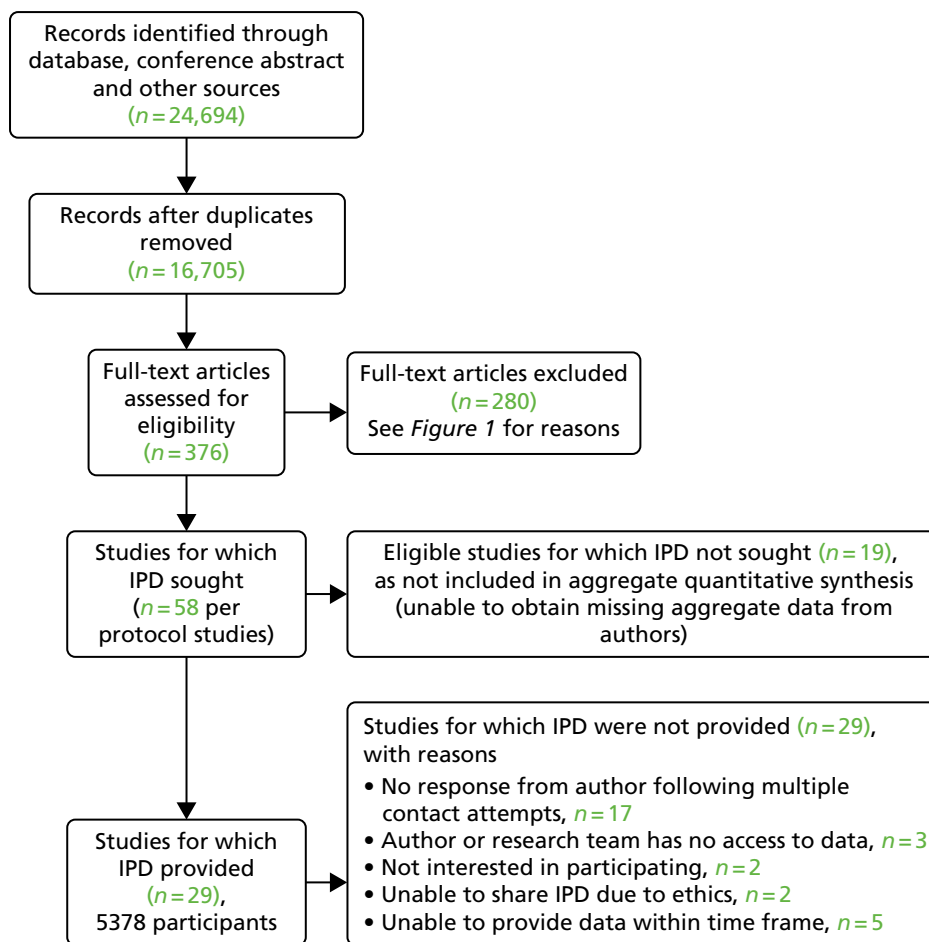 Records identified through
database, conference abstract
and other sources
(n = 24,694)
Records after duplicates
removed
(n = 16,705)
Full-text articles
assessed for
eligibility
(n = 376)
Full-text articles excluded
(n = 280)
See Figure 1 for reasons
Studies for which
IPD sought
(n = 58 per
protocol studies)
Eligible studies for which IPD not sought (n = 19),
as not included in aggregate quantitative synthesis
(unable to obtain missing aggregate data from
authors)
Studies for which
IPD provided
(n = 29),
5378 participants
Studies for which IPD were not provided (n = 29),
with reasons
• No response from author following multiple
contact attempts, n = 17
• Author or research team has no access to data, n = 3
• Not interested in participating, n = 2
• Unable to share IPD due to ethics, n = 2
• Unable to provide data within time frame, n = 5